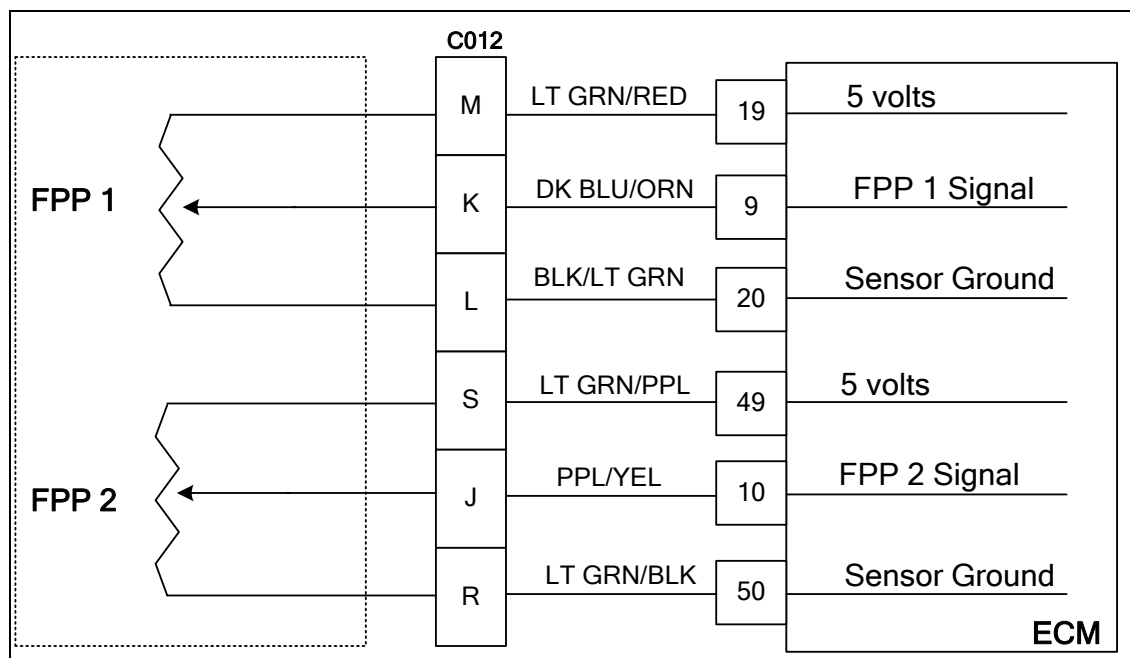 C012
FPP 1
M LT GRN/RED 19 5 volts
K DK BLU/ORN 9 FPP 1 Signal
L BLK/LT GRN 20 Sensor Ground
FPP 2
S LT GRN/PPL 49 5 volts
J PPL/YEL 10 FPP 2 Signal
R LT GRN/BLK 50 Sensor Ground
ECM